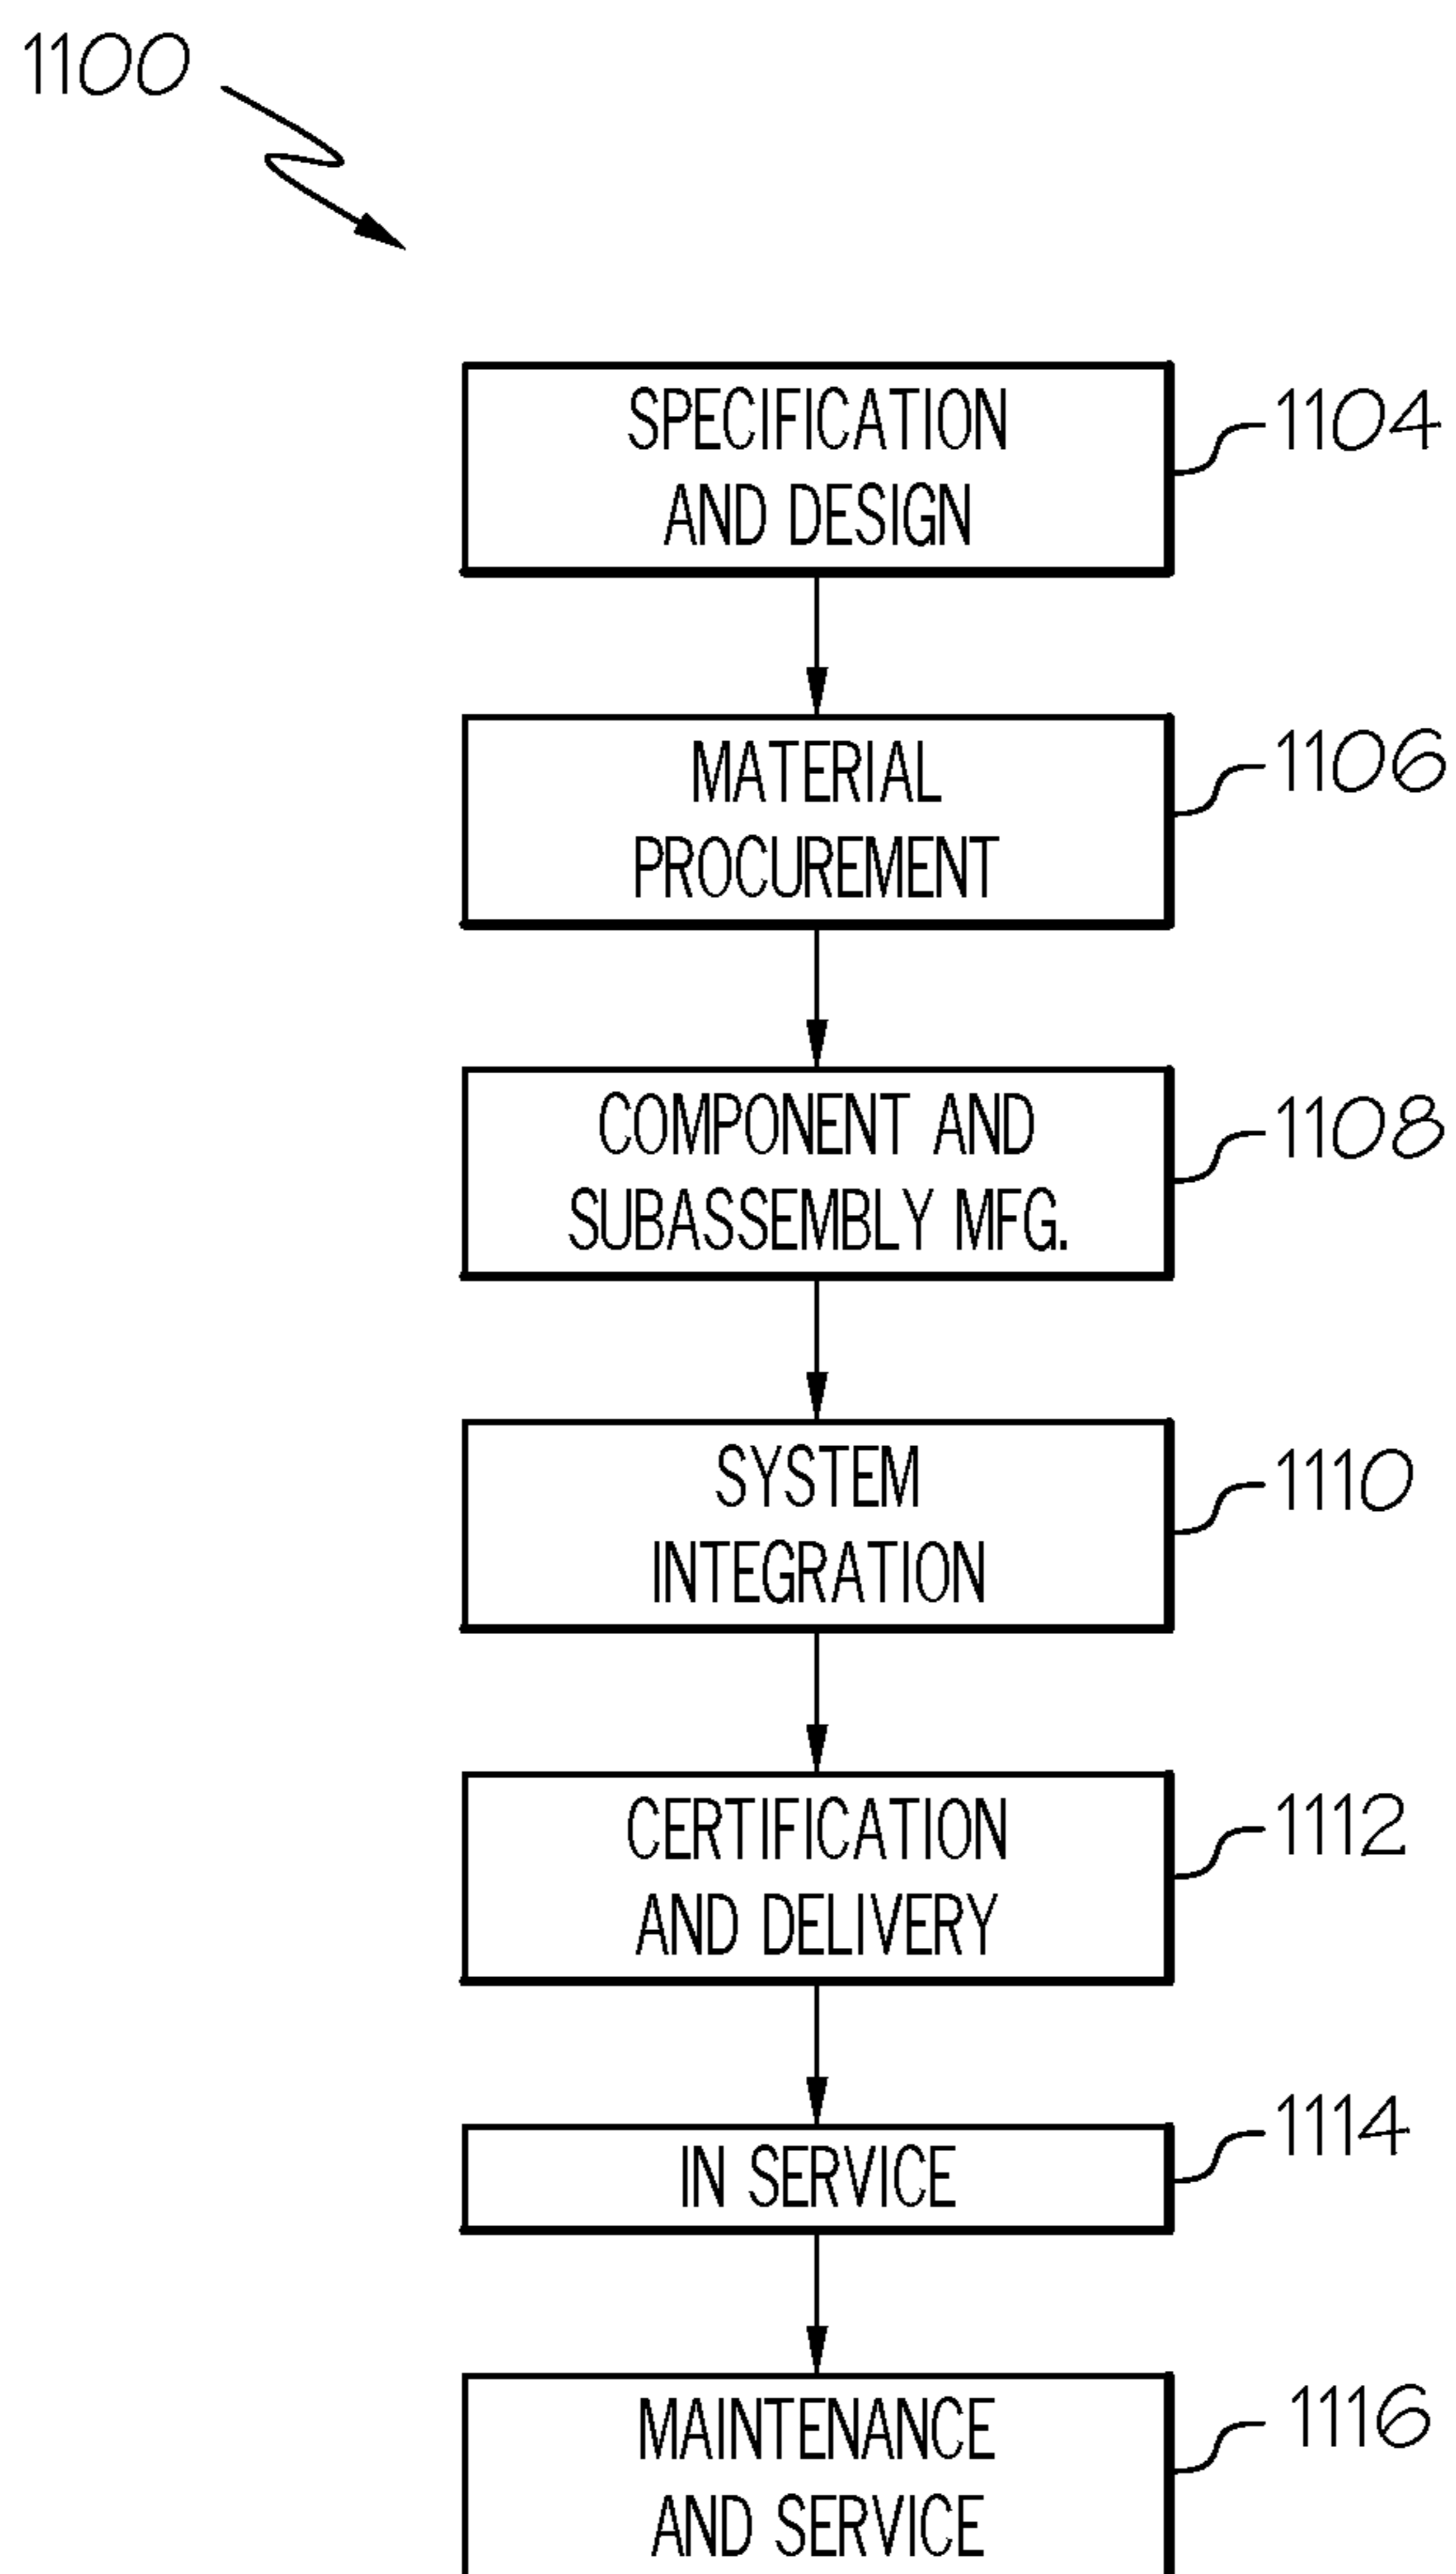 1100
SPECIFICATION
AND DESIGN
1104
MATERIAL
PROCUREMENT
1106
COMPONENT AND
SUBASSEMBLY MFG.
1108
SYSTEM
INTEGRATION
1110
CERTIFICATION
AND DELIVERY
1112
IN SERVICE
1114
MAINTENANCE
AND SERVICE
1116